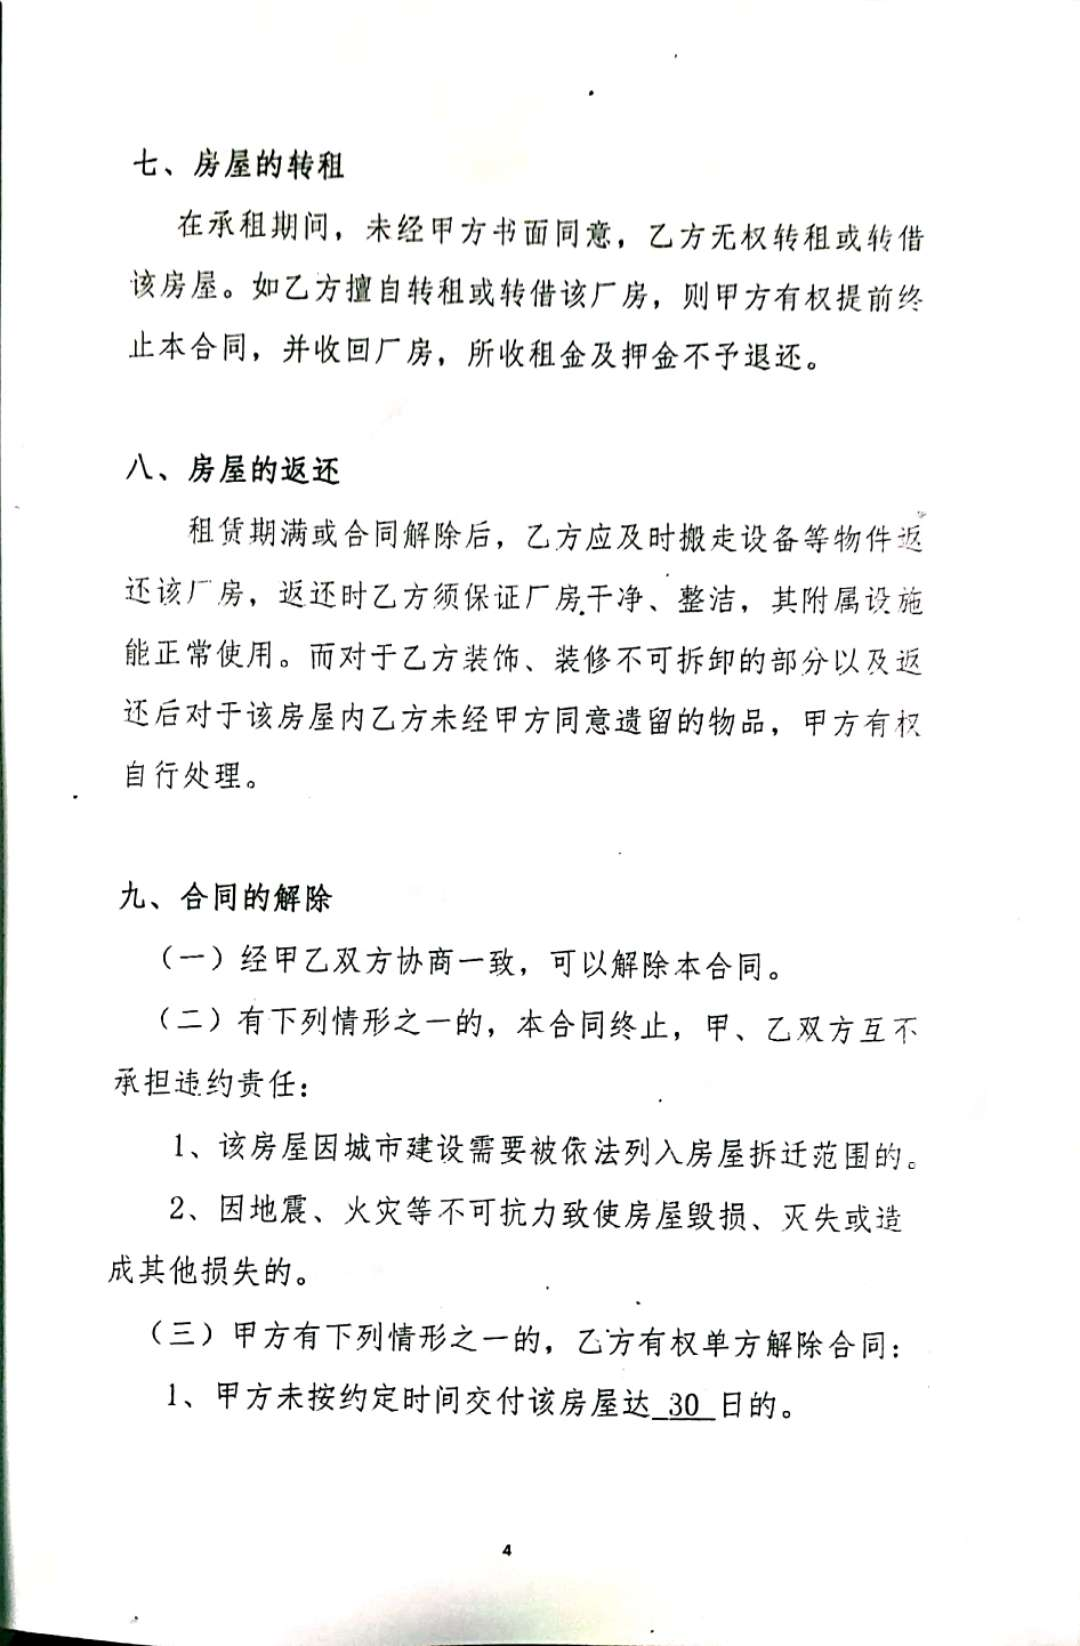 七、房屋的转租
在承租期间，未经甲方书面同意，乙方无权转租或转借
该房屋。如乙方擅自转租或转借该厂房，则甲方有权提前终
止本合同，并收回厂房，所收租金及押金不予退还。
八、房屋的返还
租赁期满或合同解除后，乙方应及时搬走设备等物件返
还该厂房，返还时乙方须保证厂房干净、整洁，其附属设施
能正常使用。而对于乙方装饰、装修不可拆卸的部分以及返
还后对于该房屋内乙方未经甲方同意遗留的物品，甲方有权
自行处理。
九、合同的解除
（一）经甲乙双方协商一致，可以解除本合同。
（二）有下列情形之一的，本合同终止，甲、乙双方互不
承担违约责任：
1、该房屋因城市建设需要被依法列入房屋拆迁范围的。
2、因地震、火灾等不可抗力致使房屋毁损、灭失或造
成其他损失的。
（三）甲方有下列情形之一的，乙方有权单方解除合同：
1、甲方未按约定时间交付该房屋达 30 日的。
4